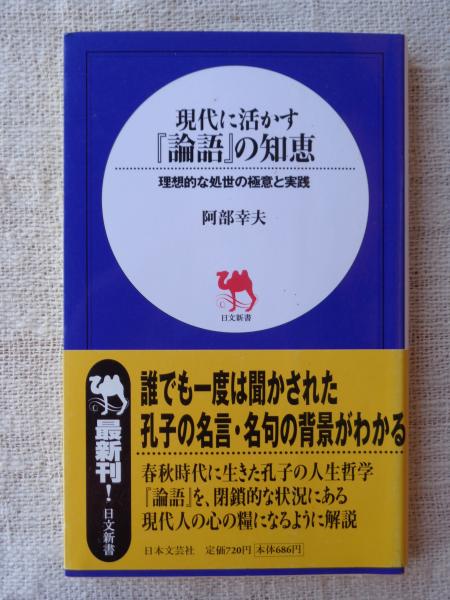 現代に活かす
『論語』の知恵
理想的な処世の極意と実践
阿部幸夫
日文新書
誰でも一度は聞かされた
孔子の名言・名句の背景がわかる
最新刊!
日文新書
春秋時代に生きた孔子の人生哲学
『論語』を、閉鎖的な状況にある
現代人の心の糧になるように解説
日本文芸社 定価720円 本体686円